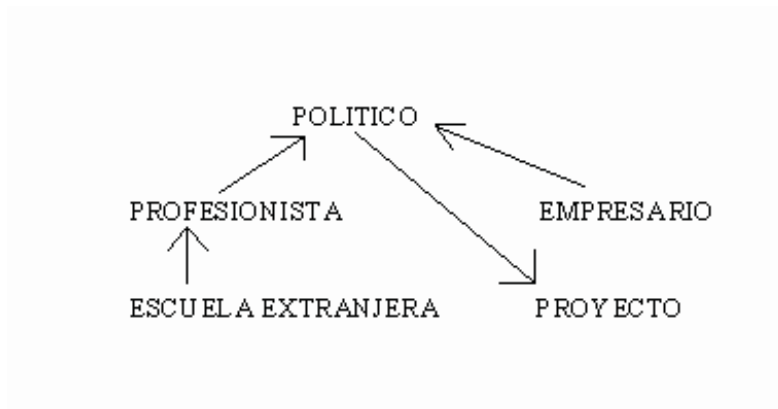 POLITICO
PROFESIONISTA EMPRESARIO
ESCUELA EXTRANJERA PROYECTO